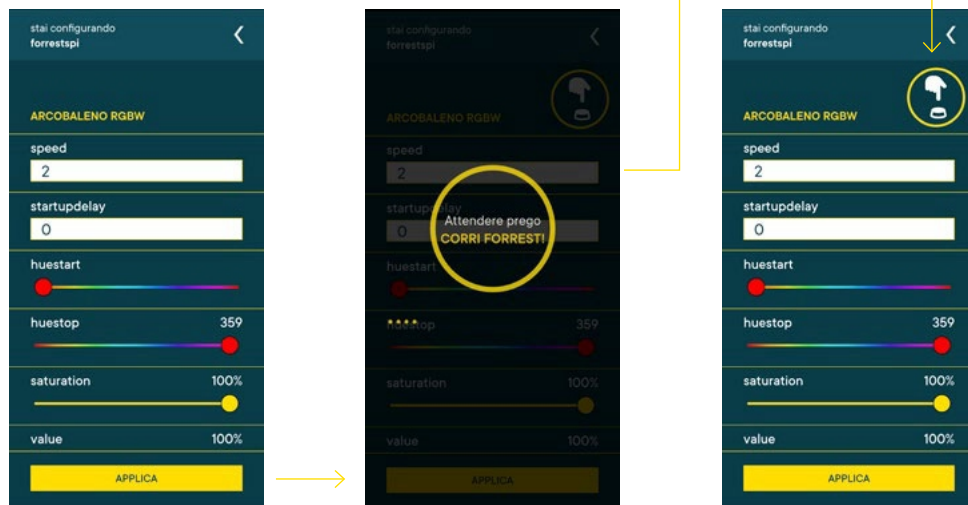 stai configurando
forrestspi
ARCOBALENO RGBW
speed
2
startupdelay
0
huestart
huestop 359
saturation 100%
value 100%
APPLICA
stai configurando
forrestspi
ARCOBALENO RGBW
speed
2
startupdelay
0
Attendere prego
CORRI FORREST!
huestart
****
huestop 359
saturation 100%
value 100%
APPLICA
stai configurando
forrestspi
ARCOBALENO RGBW
speed
2
startupdelay
0
huestart
huestop 359
saturation 100%
value 100%
APPLICA